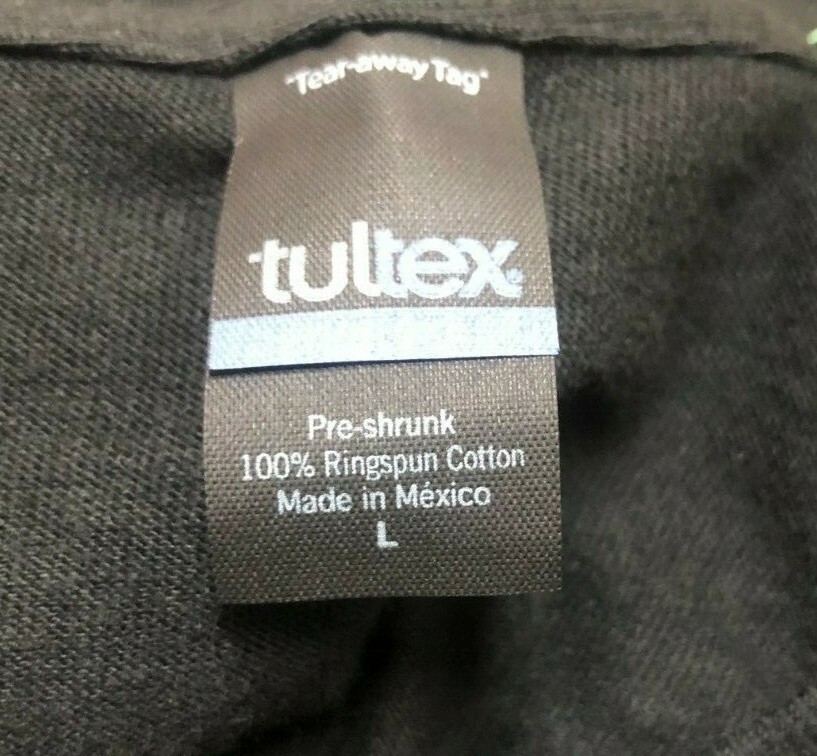 "Tear-away Tag"
tultex®
Pre-shrunk
100% Ringspun Cotton
Made in México
L